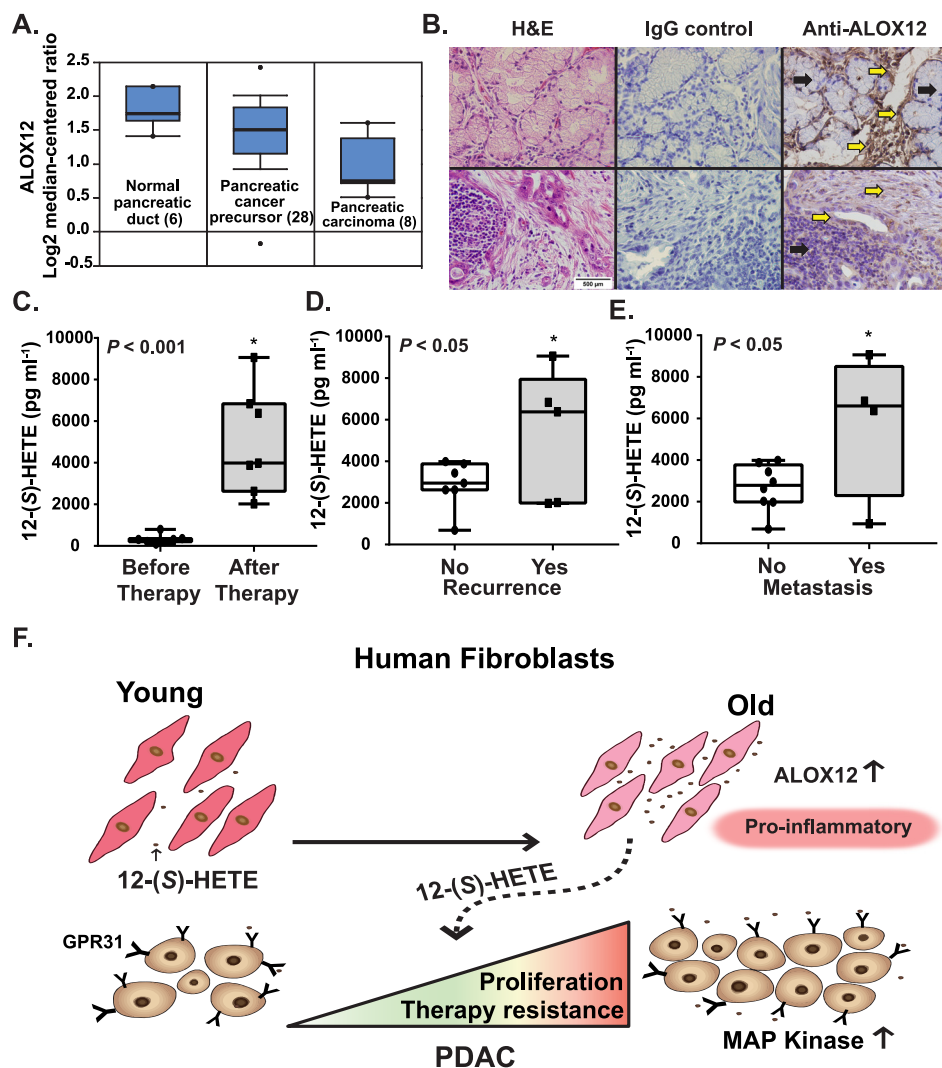 A.
ALOX12
Log2 median-centered ratio
2.5
2.0
1.5
1.0
0.5
0.0
-0.5
Normal
pancreatic
duct (6)
Pancreatic
cancer
precursor (28)
Pancreatic
carcinoma (8)
B.
H&E
IgG control
Anti-ALOX12
500 µm
C.
12-(S)-HETE (pg ml-1)
10000
8000
6000
4000
2000
0
P < 0.001
*
Before
Therapy
After
Therapy
D.
12-(S)-HETE (pg ml-1)
10000
8000
6000
4000
2000
0
P < 0.05
*
No
Yes
Recurrence
E.
12-(S)-HETE (pg ml-1)
10000
8000
6000
4000
2000
0
P < 0.05
*
No
Yes
Metastasis
F.
Human Fibroblasts
Young
Old
ALOX12 ↑
Pro-inflammatory
12-(S)-HETE
12-(S)-HETE
GPR31
Proliferation
Therapy resistance
PDAC
MAP Kinase ↑